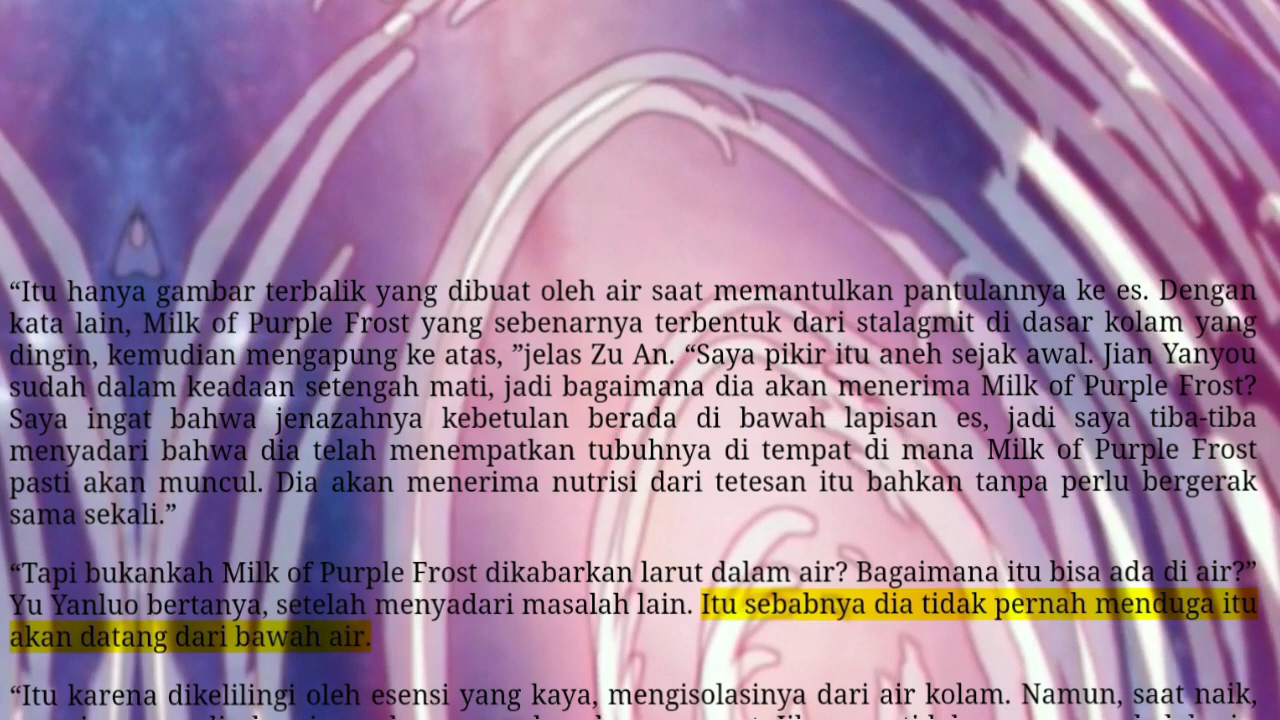 “Itu hanya gambar terbalik yang dibuat oleh air saat memantulkan pantulannya ke es. Dengan
kata lain, Milk of Purple Frost yang sebenarnya terbentuk dari stalagmit di dasar kolam yang
dingin, kemudian mengapung ke atas, ”jelas Zu An. “Saya pikir itu aneh sejak awal. Jian Yanyou
sudah dalam keadaan setengah mati, jadi bagaimana dia akan menerima Milk of Purple Frost?
Saya ingat bahwa jenazahnya kebetulan berada di bawah lapisan es, jadi saya tiba-tiba
menyadari bahwa dia telah menempatkan tubuhnya di tempat di mana Milk of Purple Frost
pasti akan muncul. Dia akan menerima nutrisi dari tetesan itu bahkan tanpa perlu bergerak
sama sekali.”
“Tapi bukankah Milk of Purple Frost dikabarkan larut dalam air? Bagaimana itu bisa ada di air?”
Yu Yanluo bertanya, setelah menyadari masalah lain. Itu sebabnya dia tidak pernah menduga itu
akan datang dari bawah air.
“Itu karena dikelilingi oleh esensi yang kaya, mengisolasinya dari air kolam. Namun, saat naik,